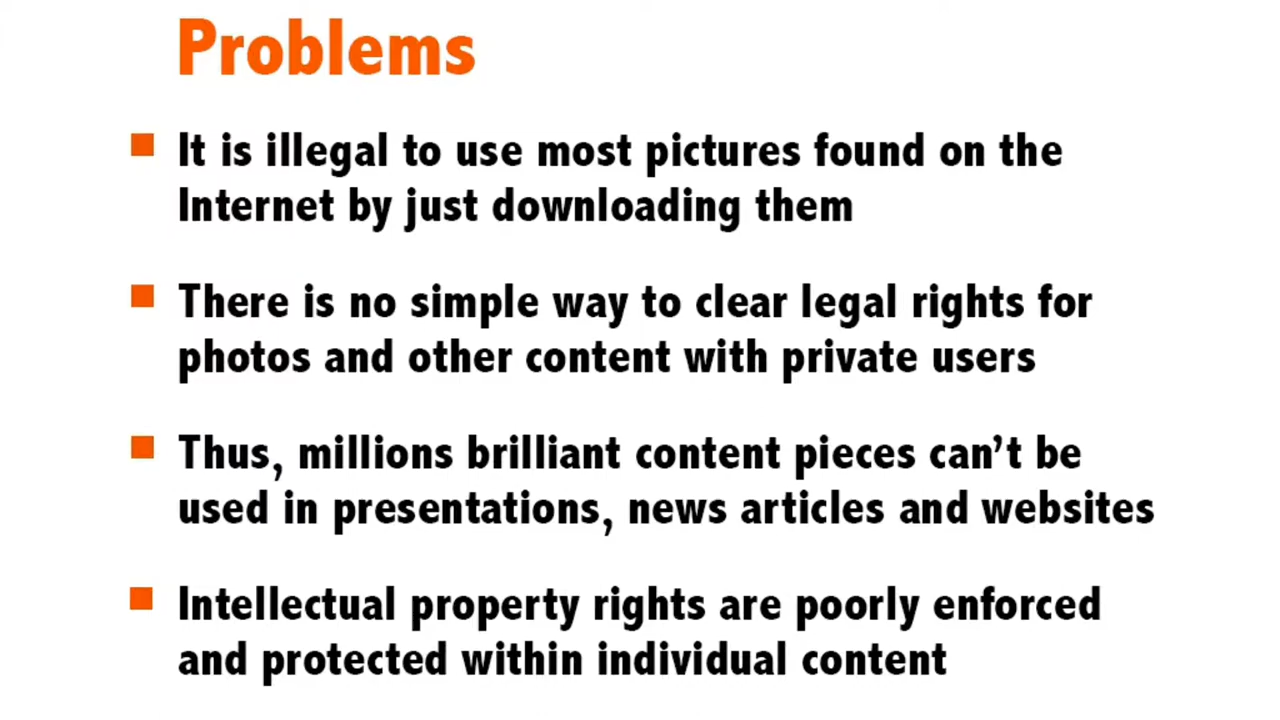 Problems
It is illegal to use most pictures found on the
Internet by just downloading them
There is no simple way to clear legal rights for
photos and other content with private users
Thus, millions brilliant content pieces can’t be
used in presentations, news articles and websites
Intellectual property rights are poorly enforced
and protected within individual content